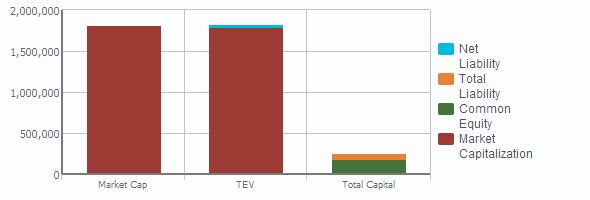 2,000,000
1,500,000
1,000,000
500,000
0
Market Cap
TEV
Total Capital
Net
Liability
Total
Liability
Common
Equity
Market
Capitalization